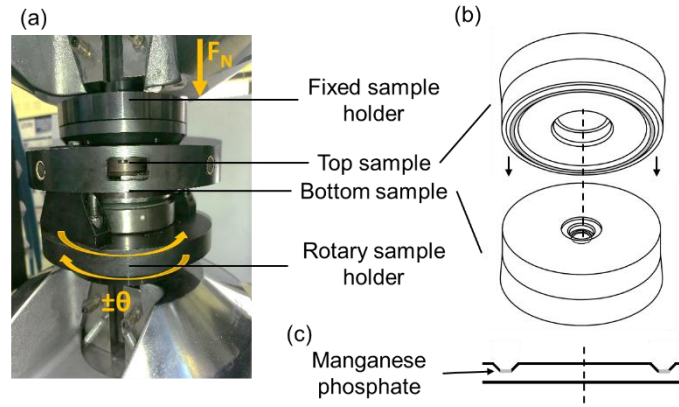 (a)
F_N
Fixed sample
holder
Top sample
Bottom sample
Rotary sample
holder
±θ
(b)
(c)
Manganese
phosphate